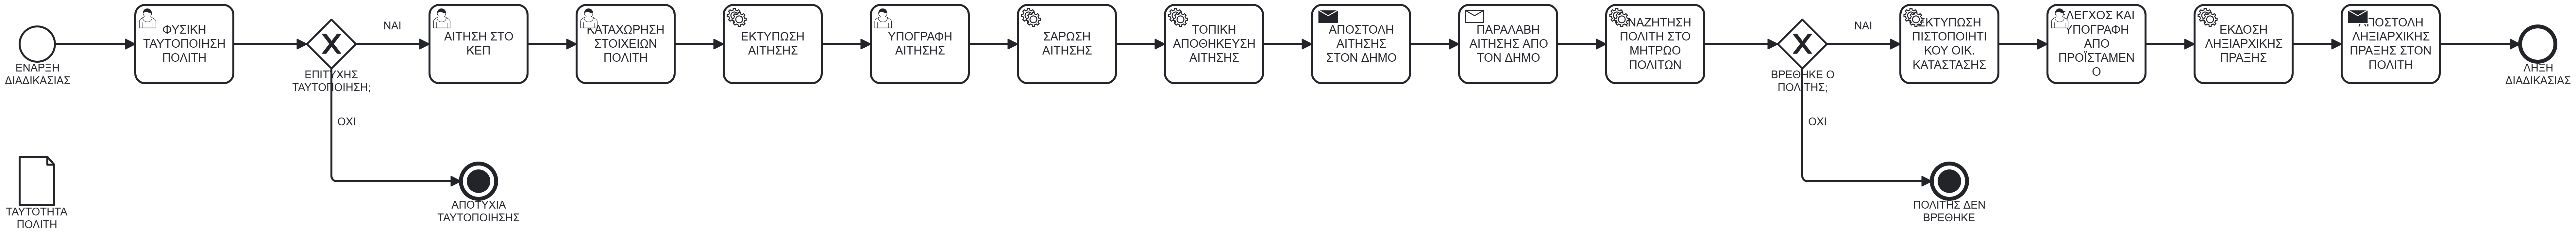 ΕΝΑΡΞΗ
ΔΙΑΔΙΚΑΣΙΑΣ
ΦΥΣΙΚΗ
ΤΑΥΤΟΠΟΙΗΣΗ
ΠΟΛΙΤΗ
ΕΠΙΤΥΧΗΣ
ΤΑΥΤΟΠΟΙΗΣΗ;
ΝΑΙ
ΟΧΙ
ΑΠΟΤΥΧΙΑ
ΤΑΥΤΟΠΟΙΗΣΗΣ
ΑΙΤΗΣΗ ΣΤΟ
ΚΕΠ
ΚΑΤΑΧΩΡΗΣΗ
ΣΤΟΙΧΕΙΩΝ
ΠΟΛΙΤΗ
ΕΚΤΥΠΩΣΗ
ΑΙΤΗΣΗΣ
ΥΠΟΓΡΑΦΗ
ΑΙΤΗΣΗΣ
ΣΑΡΩΣΗ
ΑΙΤΗΣΗΣ
ΤΟΠΙΚΗ
ΑΠΟΘΗΚΕΥΣΗ
ΑΙΤΗΣΗΣ
ΑΠΟΣΤΟΛΗ
ΑΙΤΗΣΗΣ
ΣΤΟΝ ΔΗΜΟ
ΠΑΡΑΛΑΒΗ
ΑΙΤΗΣΗΣ ΑΠΟ
ΤΟΝ ΔΗΜΟ
ΑΝΑΖΗΤΗΣΗ
ΠΟΛΙΤΗ ΣΤΟ
ΜΗΤΡΩΟ
ΠΟΛΙΤΩΝ
ΒΡΕΘΗΚΕ Ο
ΠΟΛΙΤΗΣ;
ΝΑΙ
ΟΧΙ
ΠΟΛΙΤΗΣ ΔΕΝ
ΒΡΕΘΗΚΕ
ΕΚΤΥΠΩΣΗ
ΠΙΣΤΟΠΟΙΗΤΙ
ΚΟΥ ΟΙΚ.
ΚΑΤΑΣΤΑΣΗΣ
ΕΛΕΓΧΟΣ ΚΑΙ
ΥΠΟΓΡΑΦΗ
ΑΠΟ
ΠΡΟΪΣΤΑΜΕΝ
Ο
ΕΚΔΟΣΗ
ΛΗΞΙΑΡΧΙΚΗΣ
ΠΡΑΞΗΣ
ΑΠΟΣΤΟΛΗ
ΛΗΞΙΑΡΧΙΚΗΣ
ΠΡΑΞΗΣ ΣΤΟΝ
ΠΟΛΙΤΗ
ΛΗΞΗ
ΔΙΑΔΙΚΑΣΙΑΣ
ΤΑΥΤΟΤΗΤΑ
ΠΟΛΙΤΗ